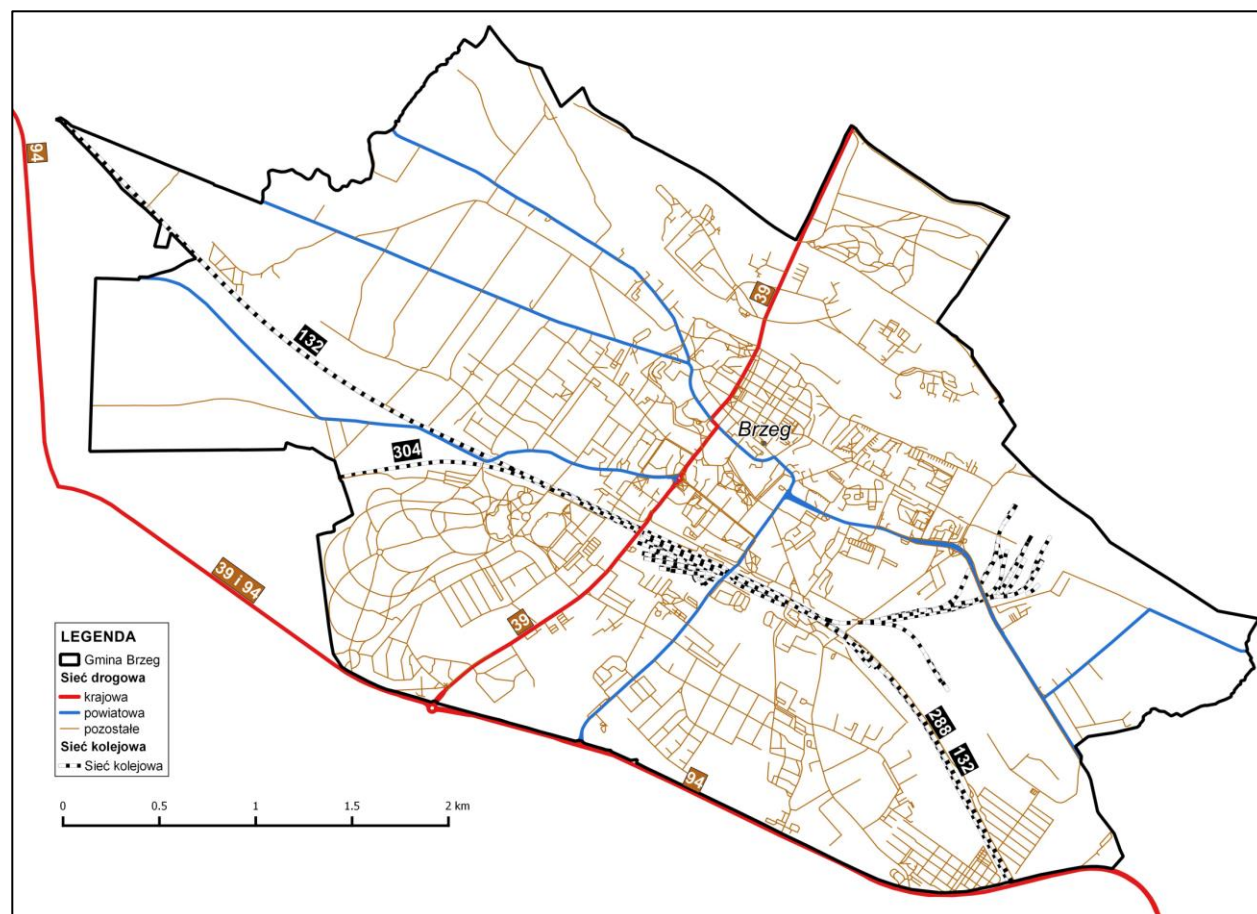 94
39
132
Brzeg
304
39 i 94
39
LEGENDA
Gmina Brzeg
Sieć drogowa
krajowa
powiatowa
pozostałe
Sieć kolejowa
Sieć kolejowa
288
132
94
0 0.5 1 1.5 2 km